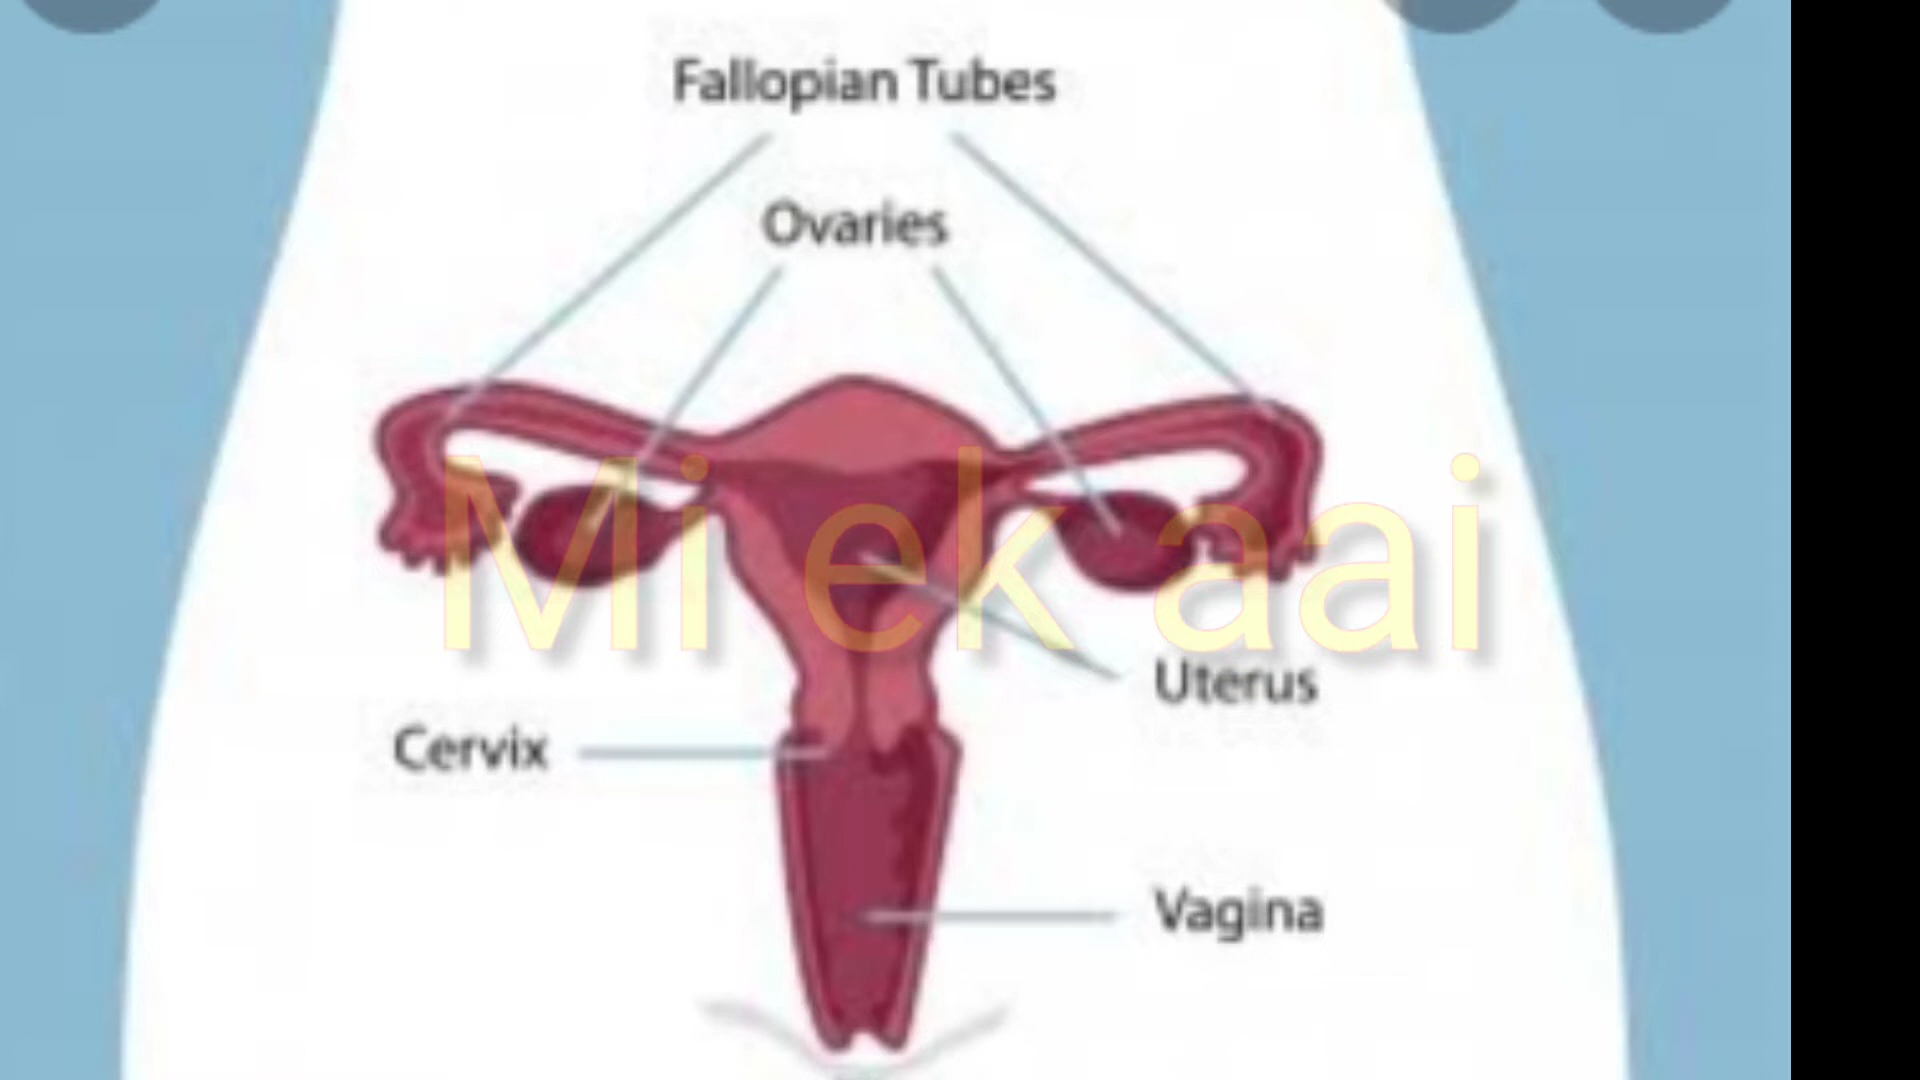 Fallopian Tubes
Ovaries
Mi ek aai
Uterus
Cervix
Vagina